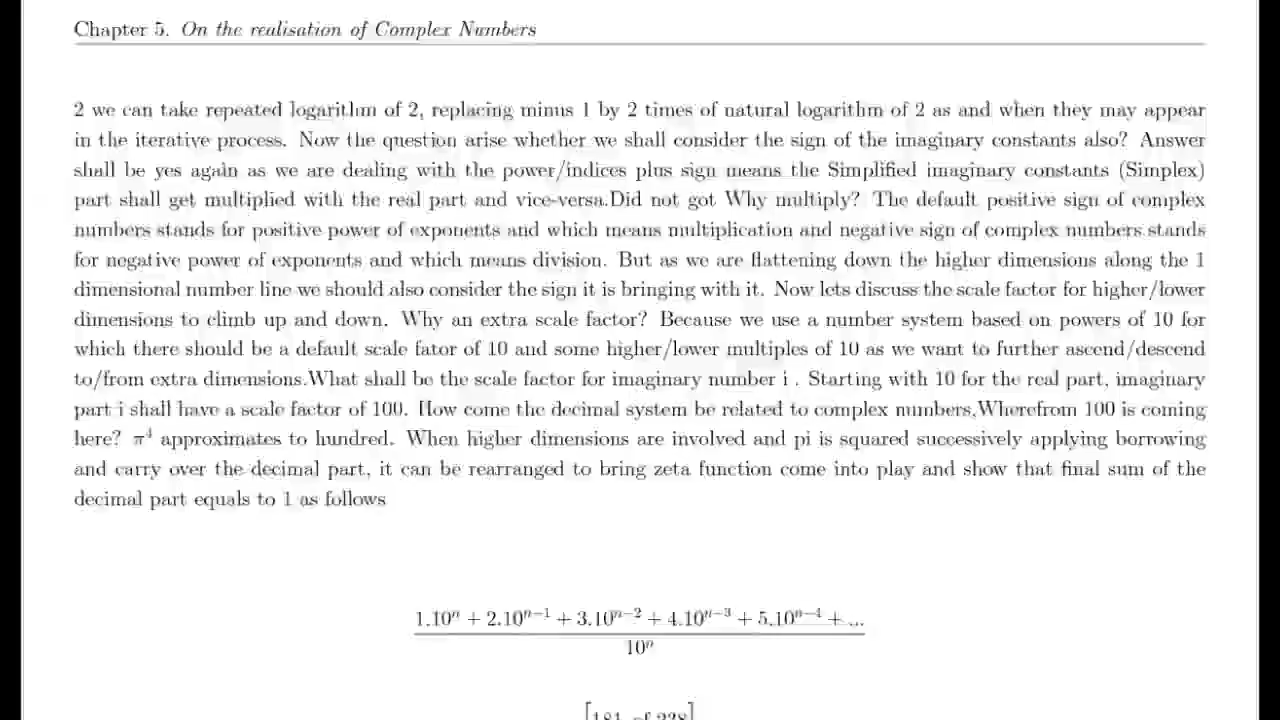 Chapter 5. On the realisation of Complex Numbers
2 we can take repeated logarithm of 2, replacing minus 1 by 2 times of natural logarithm of 2 as and when they may appear
in the iterative process. Now the question arise whether we shall consider the sign of the imaginary constants also? Answer
shall be yes again as we are dealing with the power/indices plus sign means the Simplified imaginary constants (Simplex)
part shall get multiplied with the real part and vice-versa.Did not got Why multiply? The default positive sign of complex
numbers stands for positive power of exponents and which means multiplication and negative sign of complex numbers stands
for negative power of exponents and which means division. But as we are flattening down the higher dimensions along the 1
dimensional number line we should also consider the sign it is bringing with it. Now lets discuss the scale factor for higher/lower
dimensions to climb up and down. Why an extra scale factor? Because we use a number system based on powers of 10 for
which there should be a default scale fator of 10 and some higher/lower multiples of 10 as we want to further ascend/descend
to/from extra dimensions.What shall be the scale factor for imaginary number i . Starting with 10 for the real part, imaginary
part i shall have a scale factor of 100. How come the decimal system be related to complex numbers,Wherefrom 100 is coming
here? π⁴ approximates to hundred. When higher dimensions are involved and pi is squared successively applying borrowing
and carry over the decimal part, it can be rearranged to bring zeta function come into play and show that final sum of the
decimal part equals to 1 as follows
1.10ⁿ + 2.10ⁿ⁻¹ + 3.10ⁿ⁻² + 4.10ⁿ⁻³ + 5.10ⁿ⁻⁴ + ...
10ⁿ
[181 of 228]